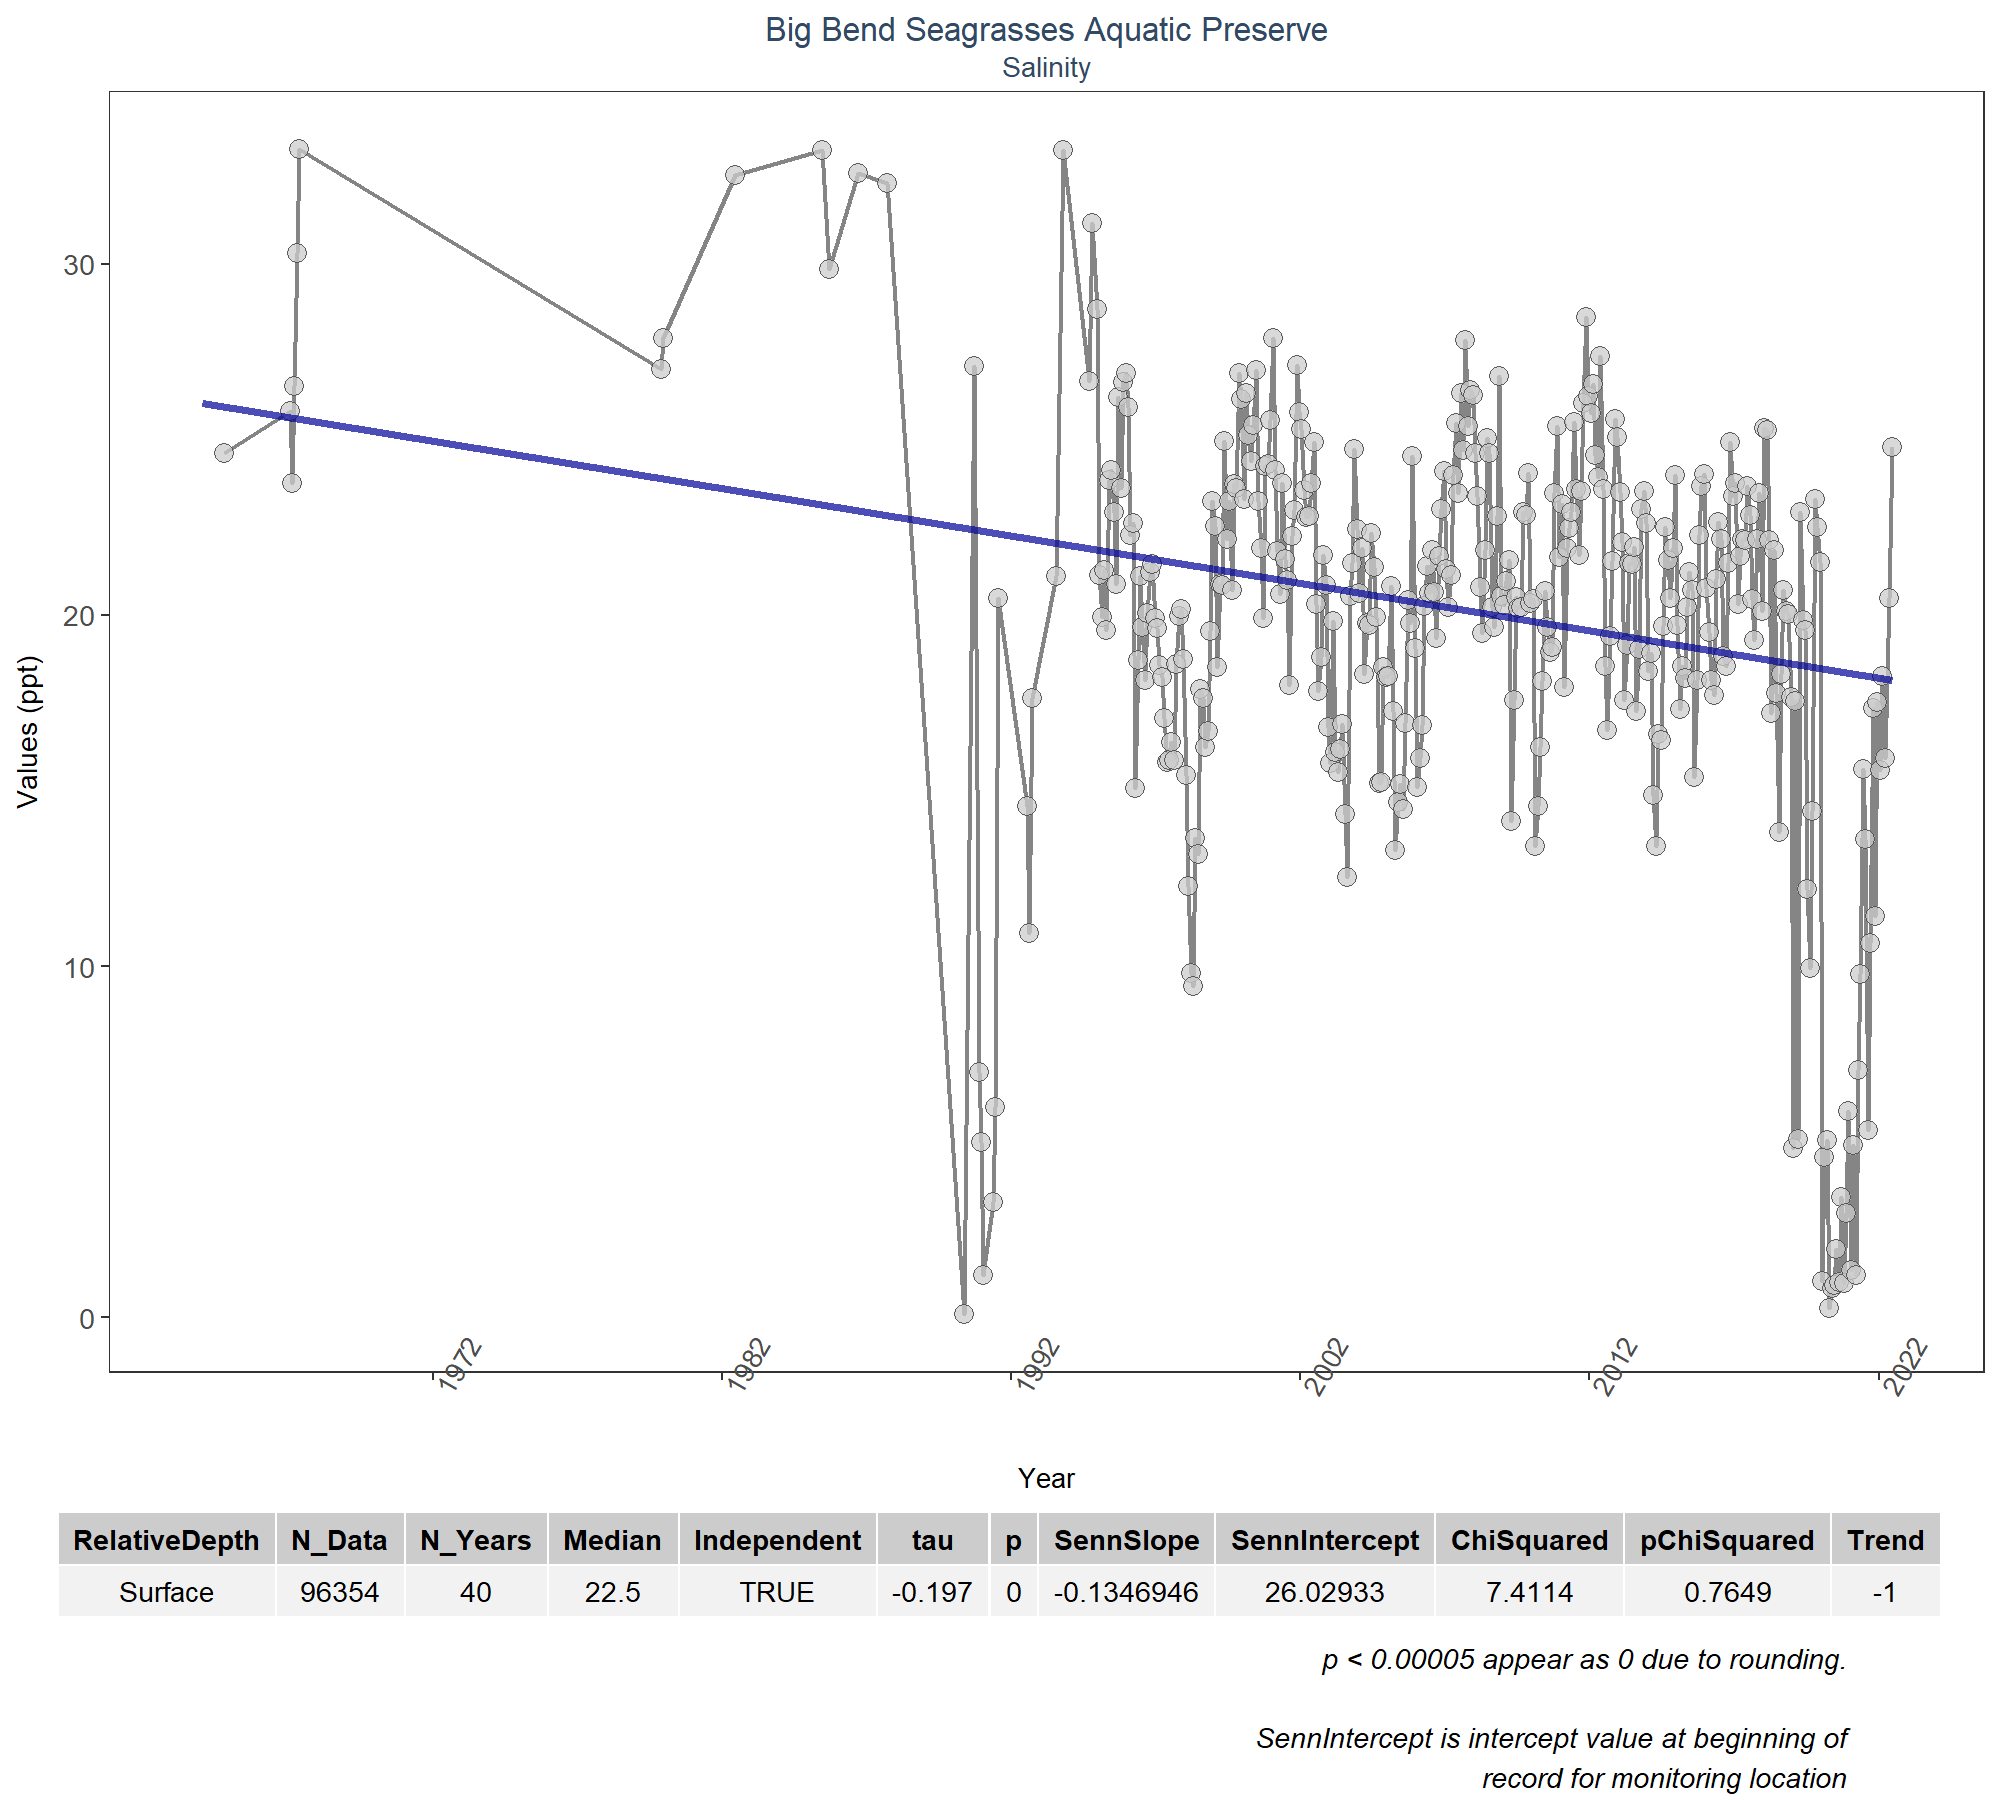 Big Bend Seagrasses Aquatic Preserve
Salinity
30
20
10
0
Values (ppt)
1972
1982
1992
2002
2012
2022
Year
RelativeDepth N_Data N_Years Median Independent tau p SennSlope SennIntercept ChiSquared pChiSquared Trend
Surface 96354 40 22.5 TRUE -0.197 0 -0.1346946 26.02933 7.4114 0.7649 -1
p < 0.00005 appear as 0 due to rounding.
SennIntercept is intercept value at beginning of
record for monitoring location